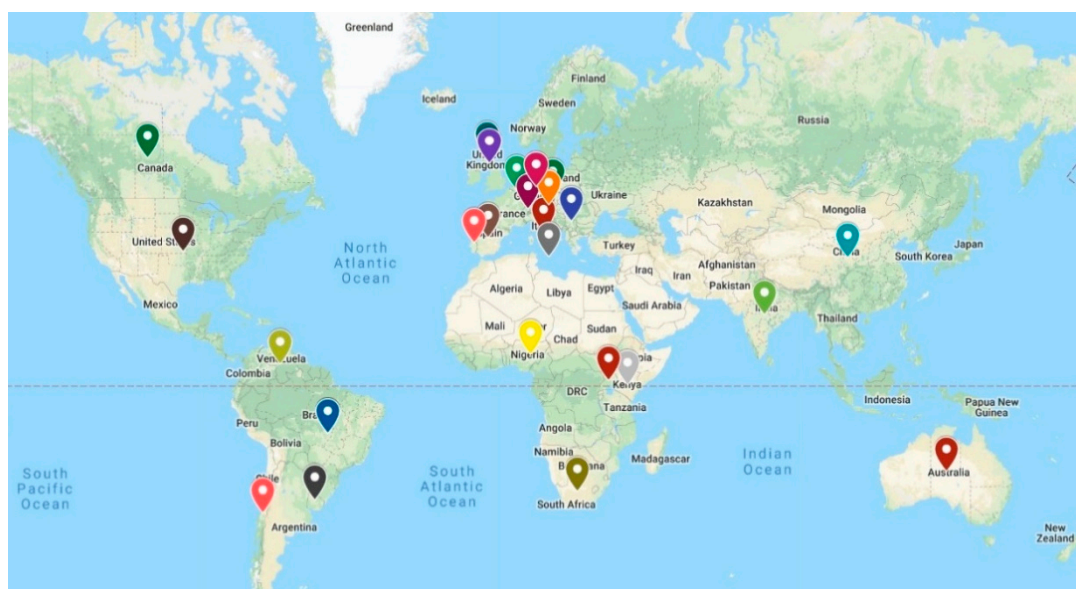 Greenland
Iceland
Finland
Sweden
Norway
Russia
Canada
United
Kingdom
Ukraine
Kazakhstan
Mongolia
United States
North
Atlantic
Ocean
Turkey
Afghanistan
South Korea
Japan
Iraq
Iran
Pakistan
Mexico
Algeria
Libya
Egypt
Saudi Arabia
Thailand
Mali
Chad
Sudan
Nigeria
Colombia
DRC
Kenya
Tanzania
Indonesia
Papua New
Guinea
Peru
Bolivia
Angola
Namibia
Madagascar
Indian
Ocean
South
Pacific
Ocean
South
Atlantic
Ocean
Australia
South Africa
Argentina
New
Zealand